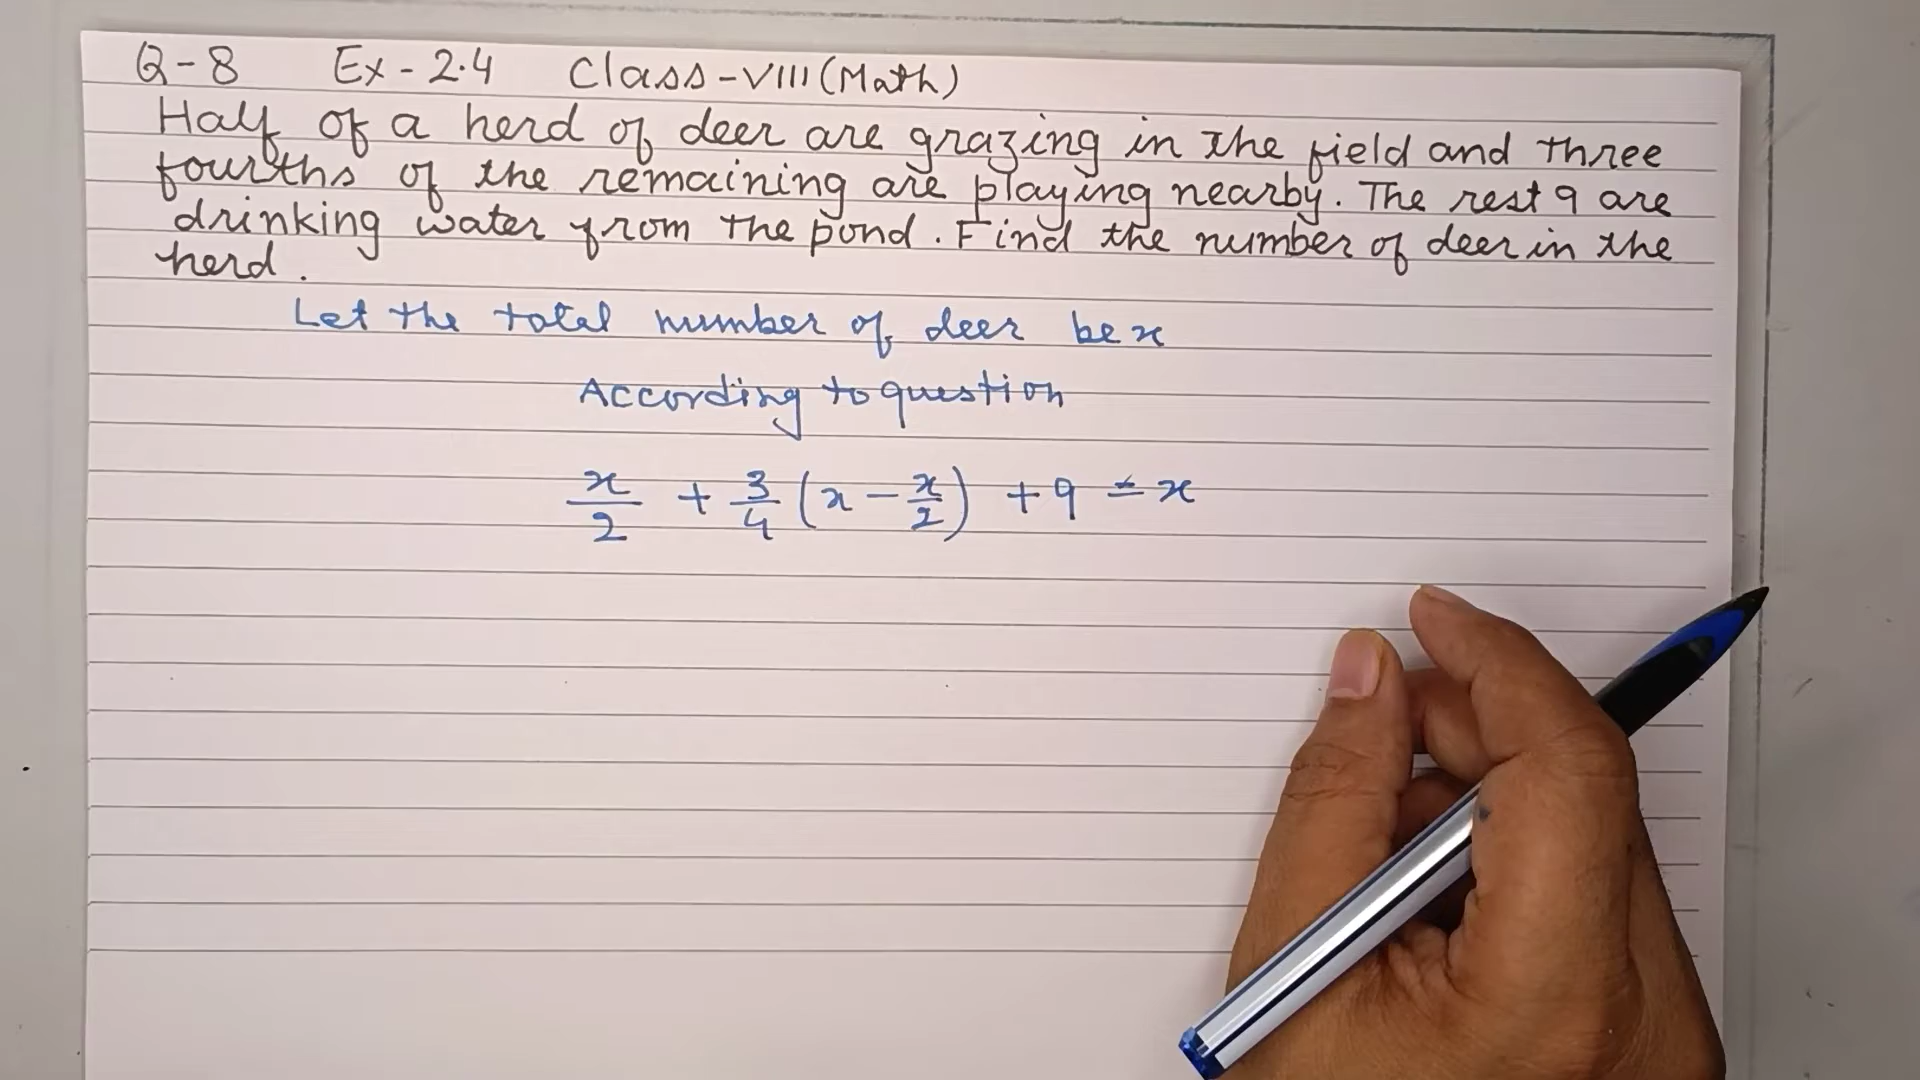 Q-8 Ex-2.4 Class-VIII (Math)
Half of a herd of deer are grazing in the field and three
fourths of the remaining are playing nearby. The rest 9 are
drinking water from the pond. Find the number of deer in the
herd.
Let the total number of deer be x
According to question
x/2 + 3/4 (x - x/2) + 9 = x